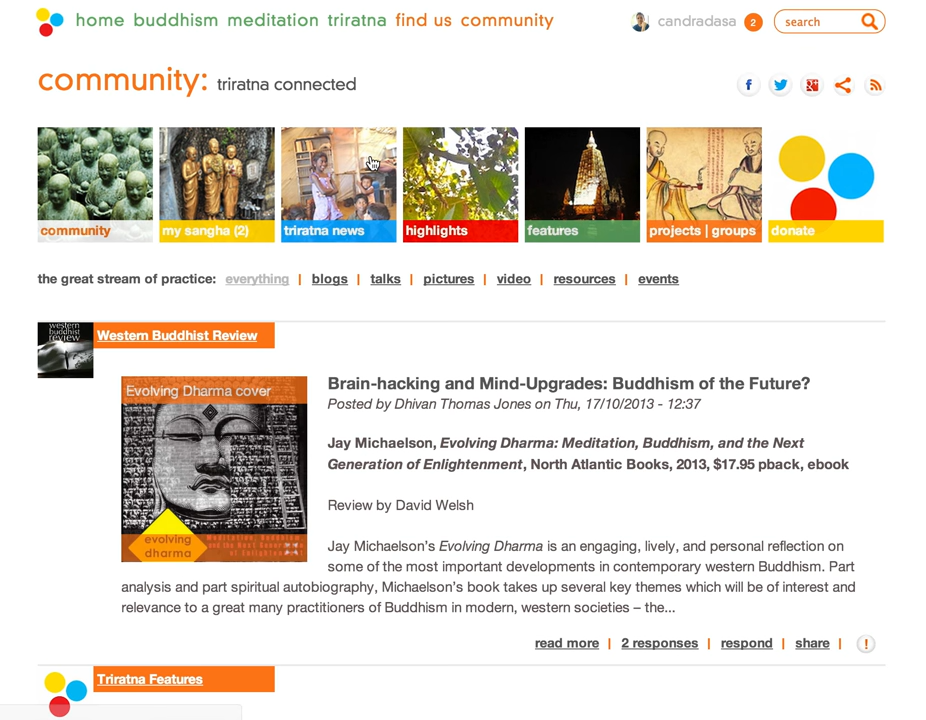 home buddhism meditation triratna find us community
candradasa 2 search
community: triratna connected
community my sangha (2) triratna news highlights features projects | groups donate
the great stream of practice: everything | blogs | talks | pictures | video | resources | events
western
buddhist
review
Western Buddhist Review
Evolving Dharma cover
evolving
dharma
Brain-hacking and Mind-Upgrades: Buddhism of the Future?
Posted by Dhivan Thomas Jones on Thu, 17/10/2013 - 12:37
Jay Michaelson, Evolving Dharma: Meditation, Buddhism, and the Next
Generation of Enlightenment, North Atlantic Books, 2013, $17.95 pback, ebook
Review by David Welsh
Jay Michaelson's Evolving Dharma is an engaging, lively, and personal reflection on
some of the most important developments in contemporary western Buddhism. Part
analysis and part spiritual autobiography, Michaelson's book takes up several key themes which will be of interest and
relevance to a great many practitioners of Buddhism in modern, western societies – the...
read more | 2 responses | respond | share | !
Triratna Features